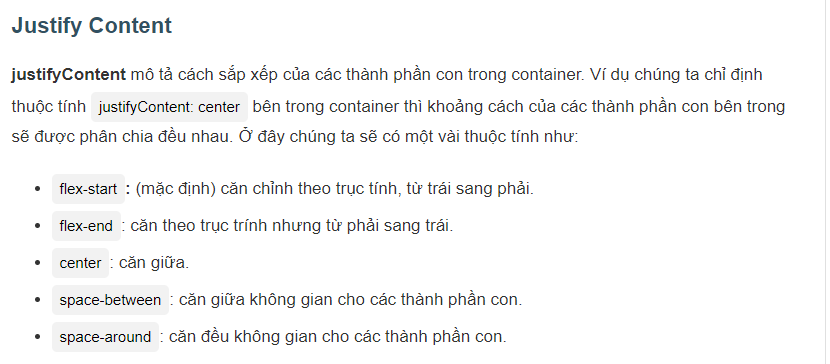 Justify Content
justifyContent mô tả cách sắp xếp của các thành phần con trong container. Ví dụ chúng ta chỉ định
thuộc tính justifyContent: center bên trong container thì khoảng cách của các thành phần con bên trong
sẽ được phân chia đều nhau. Ở đây chúng ta sẽ có một vài thuộc tính như:
• flex-start : (mặc định) căn chỉnh theo trục tính, từ trái sang phải.
• flex-end : căn theo trục trính nhưng từ phải sang trái.
• center : căn giữa.
• space-between : căn giữa không gian cho các thành phần con.
• space-around : căn đều không gian cho các thành phần con.